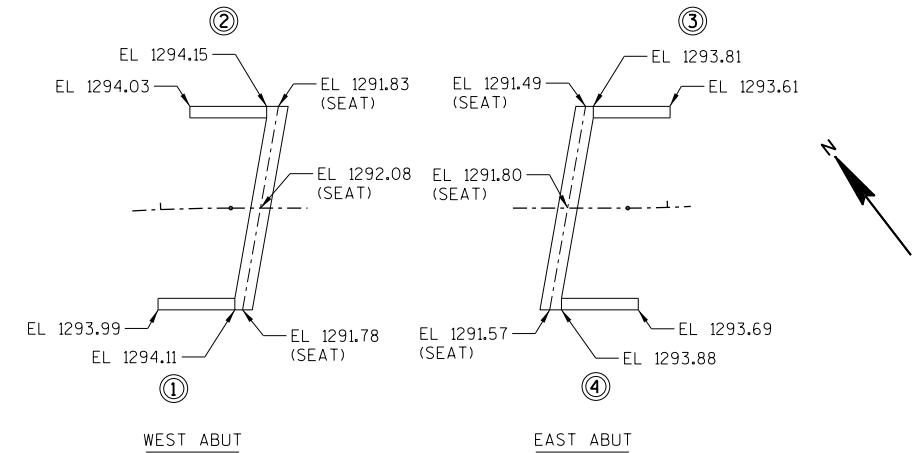 2
3
EL 1294.15
EL 1293.81
EL 1294.03
EL 1291.83
(SEAT)
EL 1291.49
(SEAT)
EL 1293.61
N
EL 1292.08
(SEAT)
EL 1291.80
(SEAT)
EL 1293.99
EL 1294.11
EL 1291.78
(SEAT)
EL 1291.57
(SEAT)
EL 1293.69
EL 1293.88
1
4
WEST ABUT
EAST ABUT